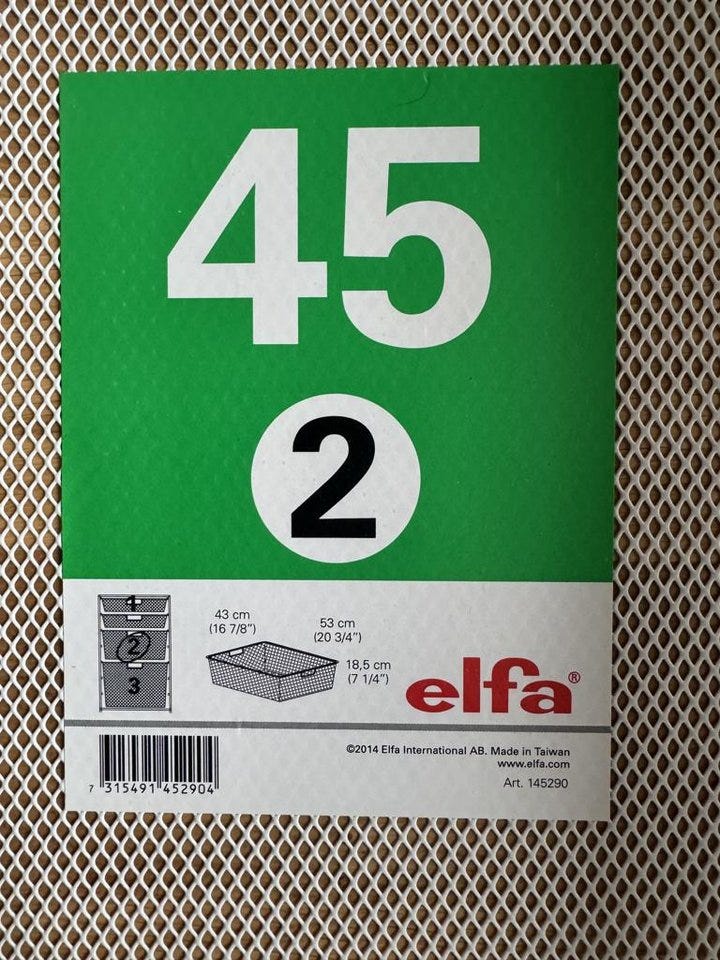 45
2
1
2
3
43 cm
(16 7/8")
53 cm
(20 3/4")
18,5 cm
(7 1/4")
elfa®
©2014 Elfa International AB. Made in Taiwan
www.elfa.com
Art. 145290
7 315491 452904